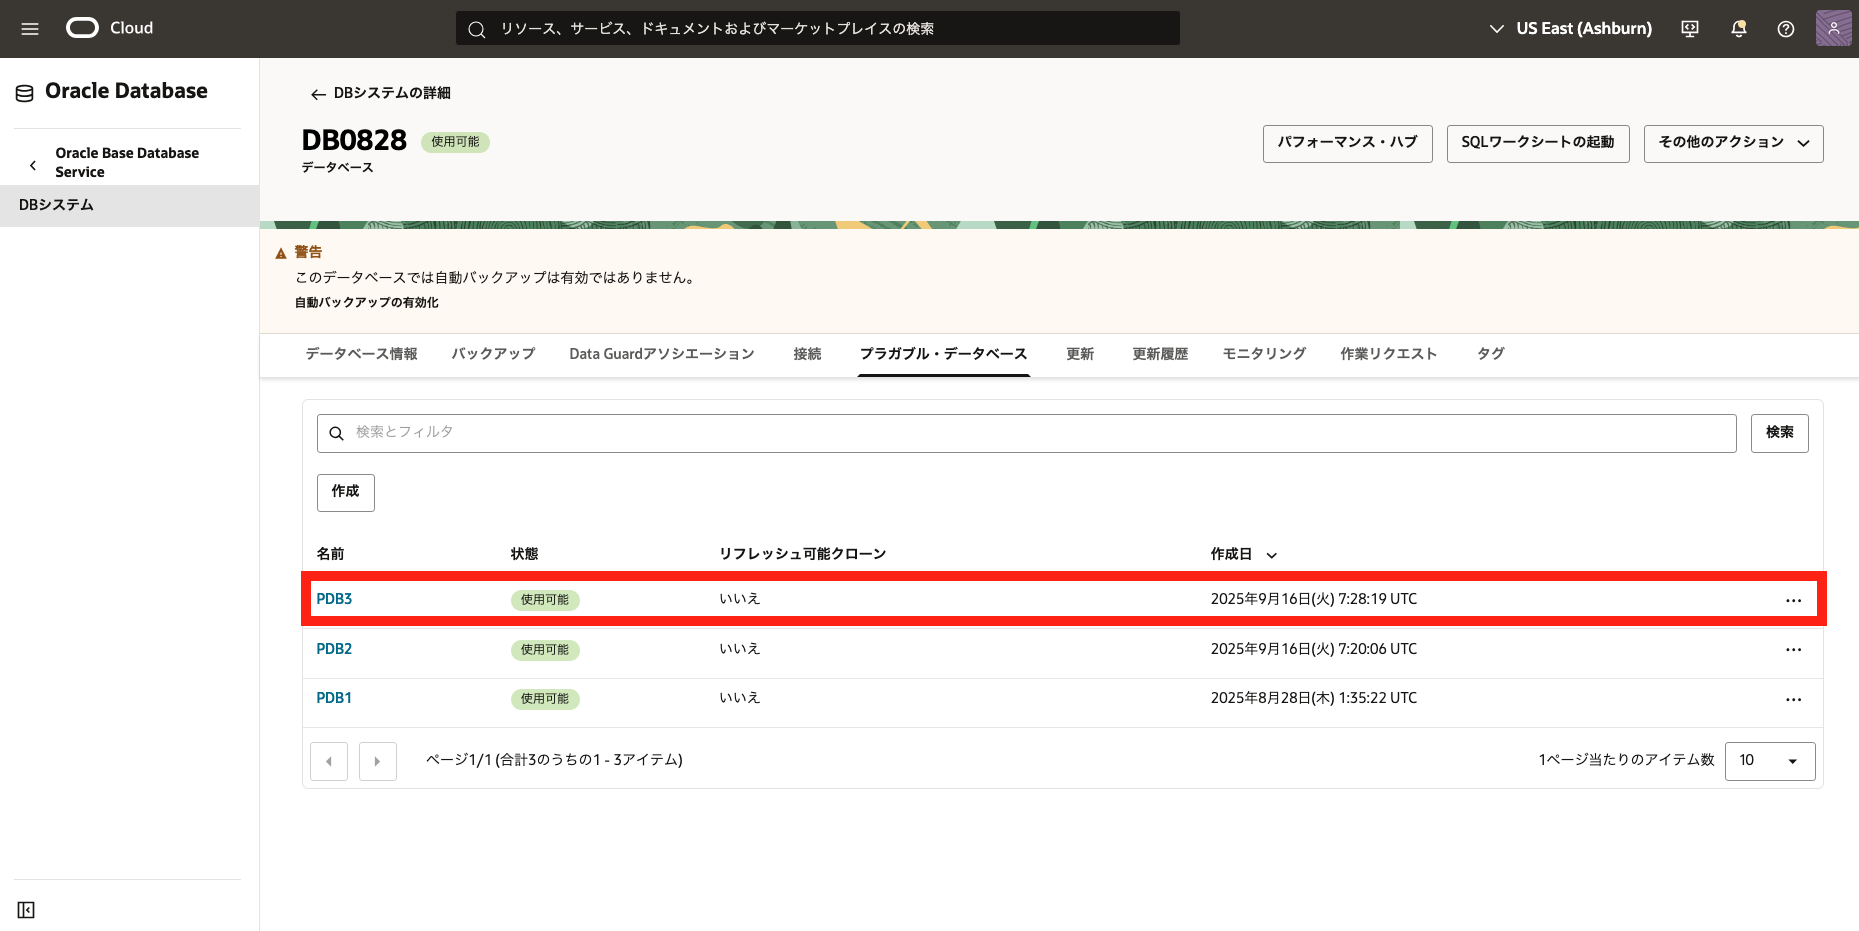 Cloud
リソース、サービス、ドキュメントおよびマーケットプレイスの検索
US East (Ashburn)
Oracle Database
Oracle Base Database
Service
DBシステム
DBシステムの詳細
DB0828
使用可能
データベース
パフォーマンス・ハブ
SQLワークシートの起動
その他のアクション
警告
このデータベースでは自動バックアップは有効ではありません。
自動バックアップの有効化
データベース情報
バックアップ
Data Guardアソシエーション
接続
プラガブル・データベース
更新
更新履歴
モニタリング
作業リクエスト
タグ
検索とフィルタ
検索
作成
名前 状態 リフレッシュ可能クローン 作成日
PDB3 使用可能 いいえ 2025年9月16日(火) 7:28:19 UTC
PDB2 使用可能 いいえ 2025年9月16日(火) 7:20:06 UTC
PDB1 使用可能 いいえ 2025年8月28日(木) 1:35:22 UTC
ページ1/1 (合計3のうちの1 - 3アイテム)
1ページ当たりのアイテム数 10